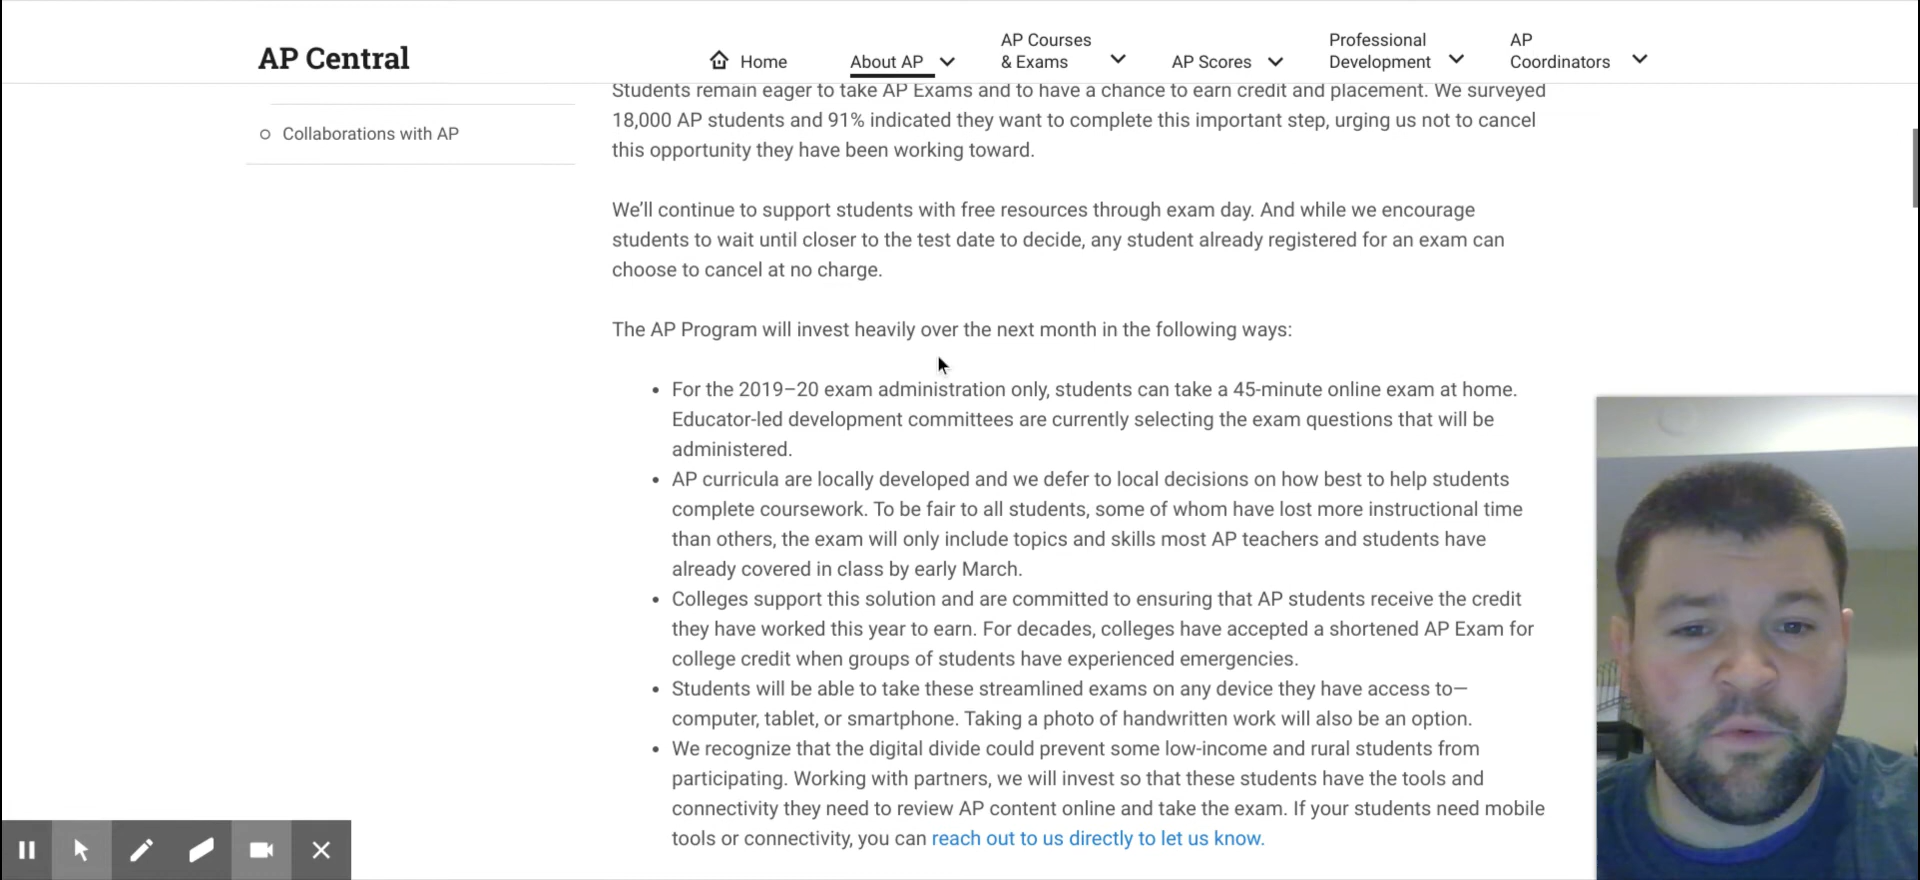 AP Central
Home
About AP
AP Courses
& Exams
AP Scores
Professional
Development
AP
Coordinators
Collaborations with AP
Students remain eager to take AP Exams and to have a chance to earn credit and placement. We surveyed
18,000 AP students and 91% indicated they want to complete this important step, urging us not to cancel
this opportunity they have been working toward.
We’ll continue to support students with free resources through exam day. And while we encourage
students to wait until closer to the test date to decide, any student already registered for an exam can
choose to cancel at no charge.
The AP Program will invest heavily over the next month in the following ways:
• For the 2019–20 exam administration only, students can take a 45-minute online exam at home.
Educator-led development committees are currently selecting the exam questions that will be
administered.
• AP curricula are locally developed and we defer to local decisions on how best to help students
complete coursework. To be fair to all students, some of whom have lost more instructional time
than others, the exam will only include topics and skills most AP teachers and students have
already covered in class by early March.
• Colleges support this solution and are committed to ensuring that AP students receive the credit
they have worked this year to earn. For decades, colleges have accepted a shortened AP Exam for
college credit when groups of students have experienced emergencies.
• Students will be able to take these streamlined exams on any device they have access to—
computer, tablet, or smartphone. Taking a photo of handwritten work will also be an option.
• We recognize that the digital divide could prevent some low-income and rural students from
participating. Working with partners, we will invest so that these students have the tools and
connectivity they need to review AP content online and take the exam. If your students need mobile
tools or connectivity, you can reach out to us directly to let us know.